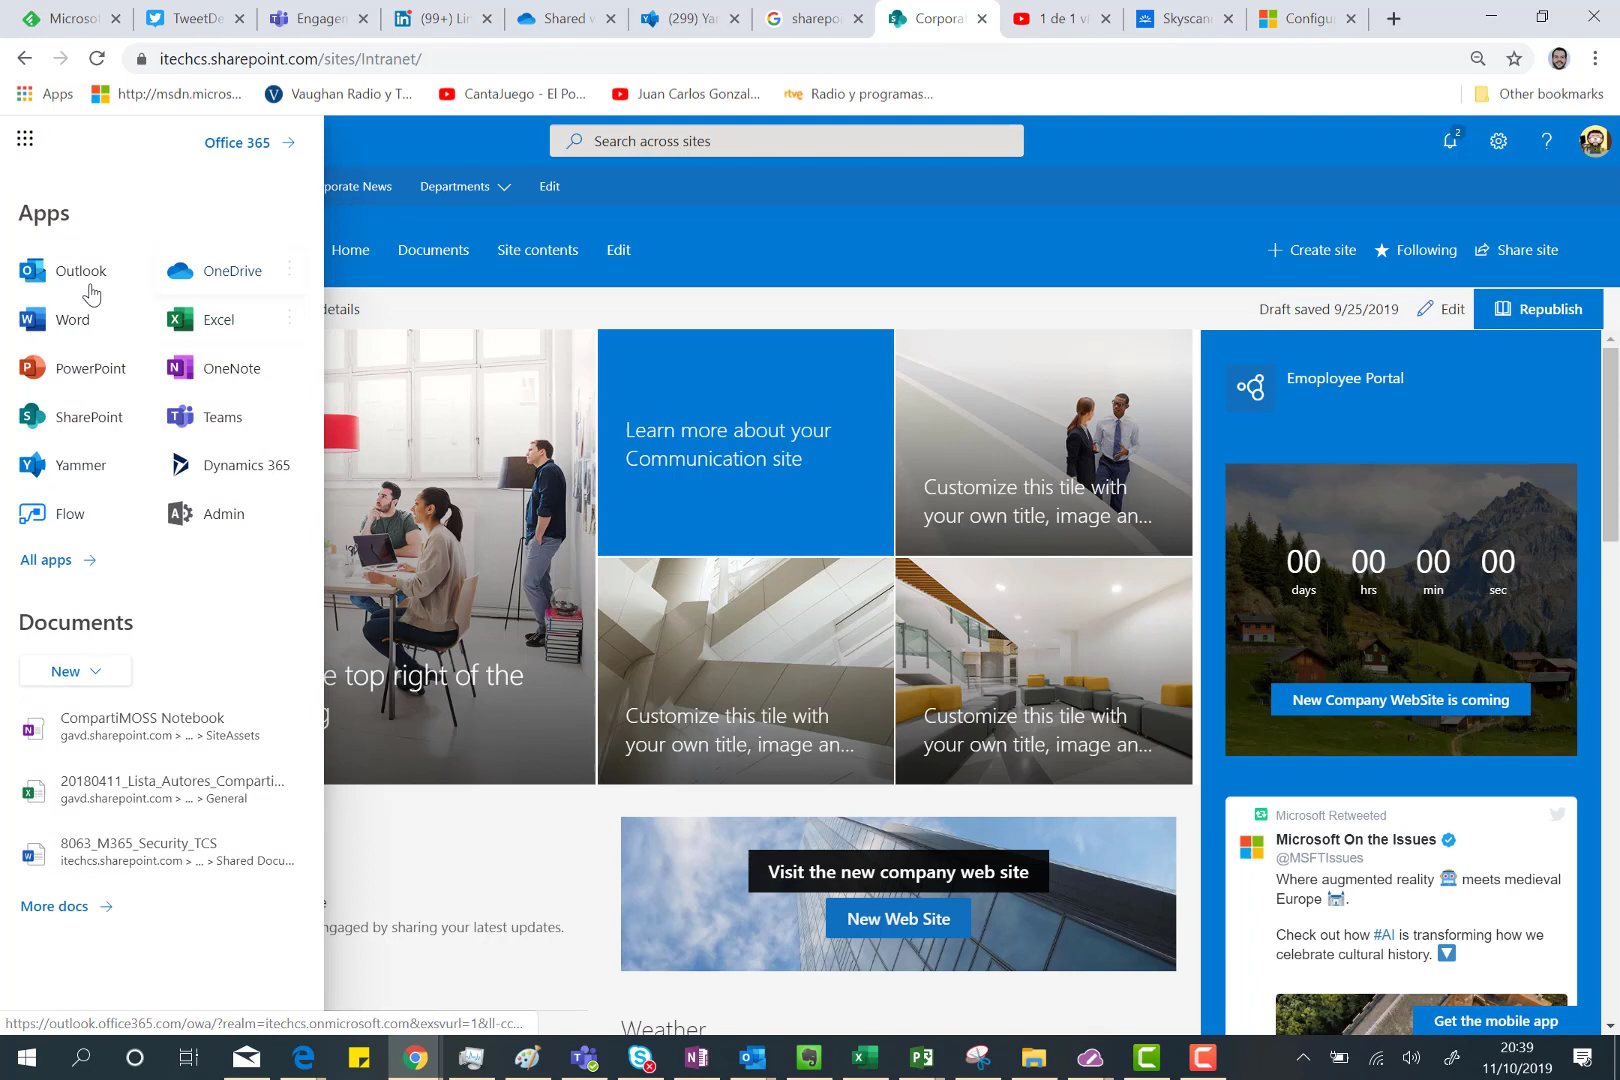 Microso
TweetDe
Engagen
(99+) Lin
Shared v
(299) Ya
sharepo
Corpora
1 de 1 vi
Skyscan
Configu
itechcs.sharepoint.com/sites/Intranet/
Apps
http://msdn.micros...
Vaughan Radio y T...
CantaJuego - El Po...
Juan Carlos Gonzal...
Radio y programas...
Other bookmarks
Office 365
Search across sites
2
porate News
Departments
Edit
Apps
Home
Documents
Site contents
Edit
Create site
Following
Share site
Outlook
OneDrive
details
Draft saved 9/25/2019
Edit
Republish
Word
Excel
PowerPoint
OneNote
SharePoint
Teams
Yammer
Dynamics 365
Flow
Admin
All apps
Documents
New
CompartiMOSS Notebook
gavd.sharepoint.com > ... > SiteAssets
20180411_Lista_Autores_Comparti...
gavd.sharepoint.com > ... > General
8063_M365_Security_TCS
itechcs.sharepoint.com > ... > Shared Docu...
More docs
e top right of the
g
Learn more about your
Communication site
Customize this tile with
your own title, image an...
Customize this tile with
your own title, image an...
Customize this tile with
your own title, image an...
Emoployee Portal
00 00 00 00
days hrs min sec
New Company WebSite is coming
e
ngaged by sharing your latest updates.
Visit the new company web site
New Web Site
Weather
Microsoft Retweeted
Microsoft On the Issues
@MSFTIssues
Where augmented reality 🤖 meets medieval
Europe 🏰.
Check out how #AI is transforming how we
celebrate cultural history. 🔽
Get the mobile app
https://outlook.office365.com/owa/?realm=itechcs.onmicrosoft.com&exsvurl=1&ll-cc...
20:39
11/10/2019